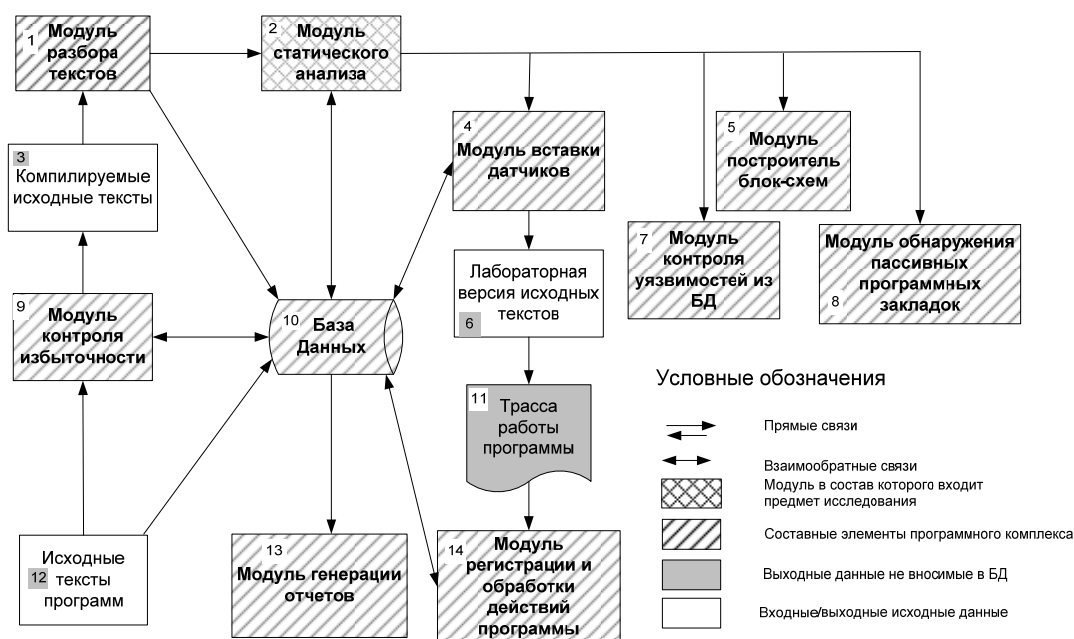 1
Модуль
разбора
текстов
2
Модуль
статического
анализа
3
Компилируемые
исходные тексты
4
Модуль вставки
датчиков
5
Модуль
построитель
блок-схем
Лабораторная
версия исходных
текстов
6
7
Модуль
контроля
уязвимостей из
БД
Модуль обнаружения
пассивных
программных
закладок
8
9
Модуль
контроля
избыточности
10
База
Данных
11
Трасса
работы
программы
Исходные
12 тексты
программ
13
Модуль генерации
отчетов
14
Модуль
регистрации и
обработки
действий
программы
Условные обозначения
Прямые связи
Взаимообратные связи
Модуль в состав которого входит
предмет исследования
Составные элементы программного комплекса
Выходные данные не вносимые в БД
Входные/выходные исходные данные